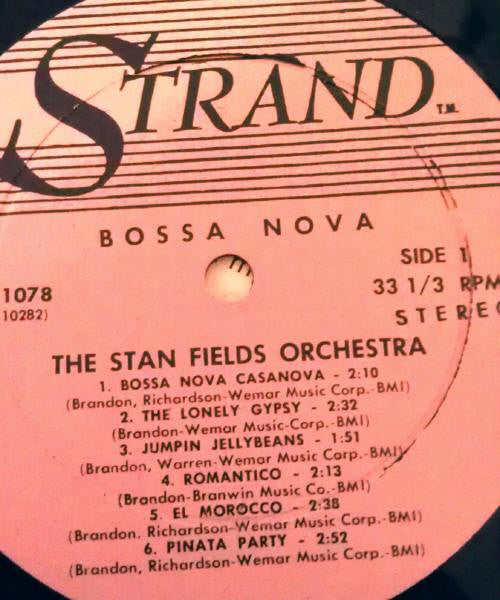 STRAND T.M.
BOSSA NOVA
SIDE 1
1078
33 1/3 RPM
10282)
STEREO
THE STAN FIELDS ORCHESTRA
1. BOSSA NOVA CASANOVA - 2:10
(Brandon, Richardson-Wemar Music Corp.-BMI)
2. THE LONELY GYPSY - 2:32
(Brandon-Wemar Music-Corp.-BMI)
3. JUMPIN JELLYBEANS - 1:51
(Brandon, Warren-Wemar Music Corp.-BMI)
4. ROMANTICO - 2:13
(Brandon-Branwin Music Co.-BMI)
5. EL MOROCCO - 2:38
(Brandon, Richardson-Wemar Music Corp.-BMI)
6. PINATA PARTY - 2:52
(Brandon, Richardson-Wemar Music Corp.-BMI)